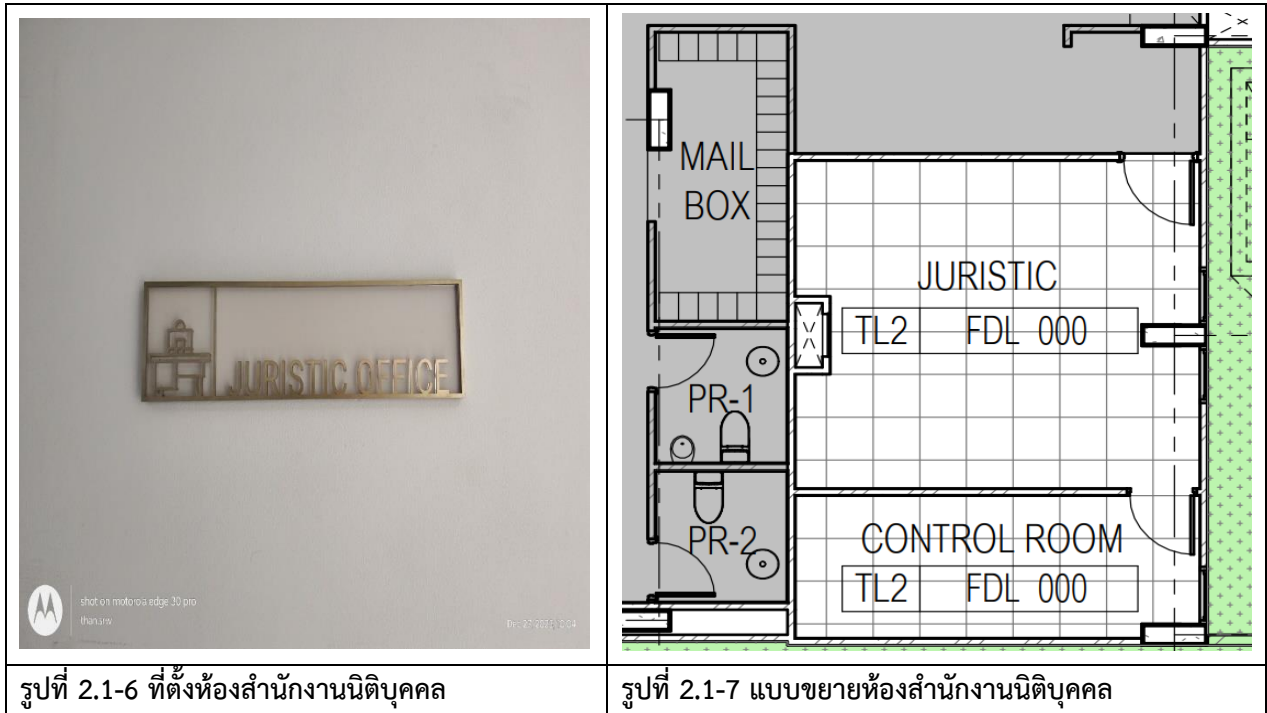 JURISTIC OFFICE
shot on motorola edge 30 pro
MAIL
BOX
JURISTIC
TL2 FDL 000
PR-1
PR-2
CONTROL ROOM
TL2 FDL 000
รูปที่ 2.1-6 ที่ตั้งห้องสำนักงานนิติบุคคล
รูปที่ 2.1-7 แบบขยายห้องสำนักงานนิติบุคคล